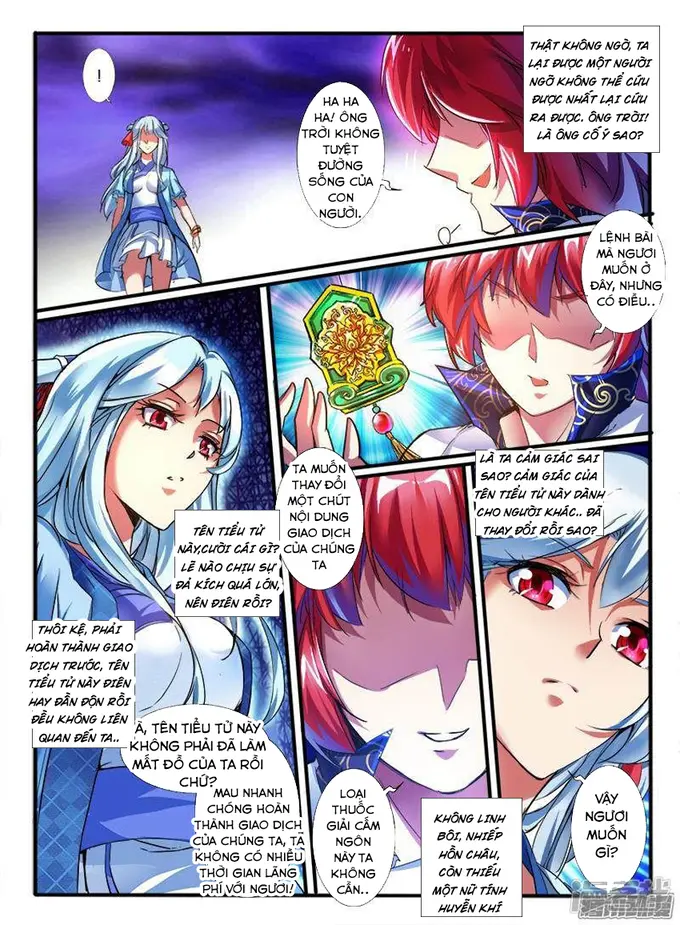 THẬT KHÔNG NGỜ, TA
LẠI ĐƯỢC MỘT NGƯỜI
NGỠ KHÔNG THỂ CỨU
ĐƯỢC NHẤT LẠI CỨU
RA ĐƯỢC. ÔNG TRỜI!
LÀ ÔNG CỐ Ý SAO?
!
HA HA
HA! ÔNG
TRỜI KHÔNG
TUYỆT
ĐƯỜNG
SỐNG CỦA
CON
NGƯỜI.
LỆNH BÀI
MÀ NGƯƠI
MUỐN Ở
ĐÂY, NHƯNG
CÓ ĐIỀU..
TA MUỐN
THAY ĐỔI
MỘT CHÚT
NỘI DUNG
GIAO DỊCH
CỦA CHÚNG
TA
LÀ TA CẢM GIÁC SAI
SAO? CẢM GIÁC CỦA
TÊN TIỂU TỬ NÀY DÀNH
CHO NGƯỜI KHÁC.. ĐÃ
THAY ĐỔI RỒI SAO?
TÊN TIỂU TỬ
NÀY,CƯỜI CÁI GÌ?
LẼ NÀO CHỊU SỰ
ĐẢ KÍCH QUÁ LỚN,
NÊN ĐIÊN RỒI?
THÔI KỆ, PHẢI
HOÀN THÀNH GIAO
DỊCH TRƯỚC, TÊN
TIỂU TỬ NÀY ĐIÊN
HAY ĐẦN ĐỘN RỒI
ĐỀU KHÔNG LIÊN
QUAN ĐẾN TA..
Ã, TÊN TIỂU TỬ NÀY
KHÔNG PHẢI ĐÃ LÀM
MẤT ĐỒ CỦA TA RỒI
CHỨ?
MAU NHANH
CHÓNG HOÀN
THÀNH GIAO DỊCH
CỦA CHÚNG TA, TA
KHÔNG CÓ NHIỀU
THỜI GIAN LÃNG
PHÍ VỚI NGƯƠI!
LOẠI
THUỐC
GIẢI CẤM
NGÔN
NÀY TA
KHÔNG
CẦN..
KHÔNG LINH
BÔI, NHIẾP
HỒN CHÂU,
CÒN THIẾU
MỘT NỮ TÍNH
HUYỀN KHÍ
VẬY
NGƯƠI
MUỐN
GÌ?